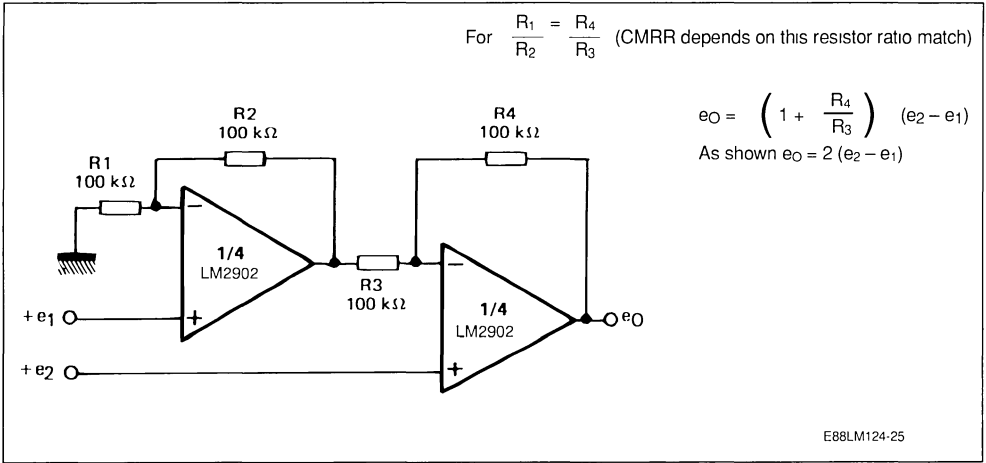 For R1/R2 = R4/R3 (CMRR depends on this resistor ratio match)
eO = (1 + R4/R3) (e2 – e1)
As shown eO = 2 (e2 – e1)
R1
100 kΩ
R2
100 kΩ
R4
100 kΩ
–
1/4
LM2902
+
R3
100 kΩ
–
1/4
LM2902
+
+e1
+e2
eO
E88LM124-25